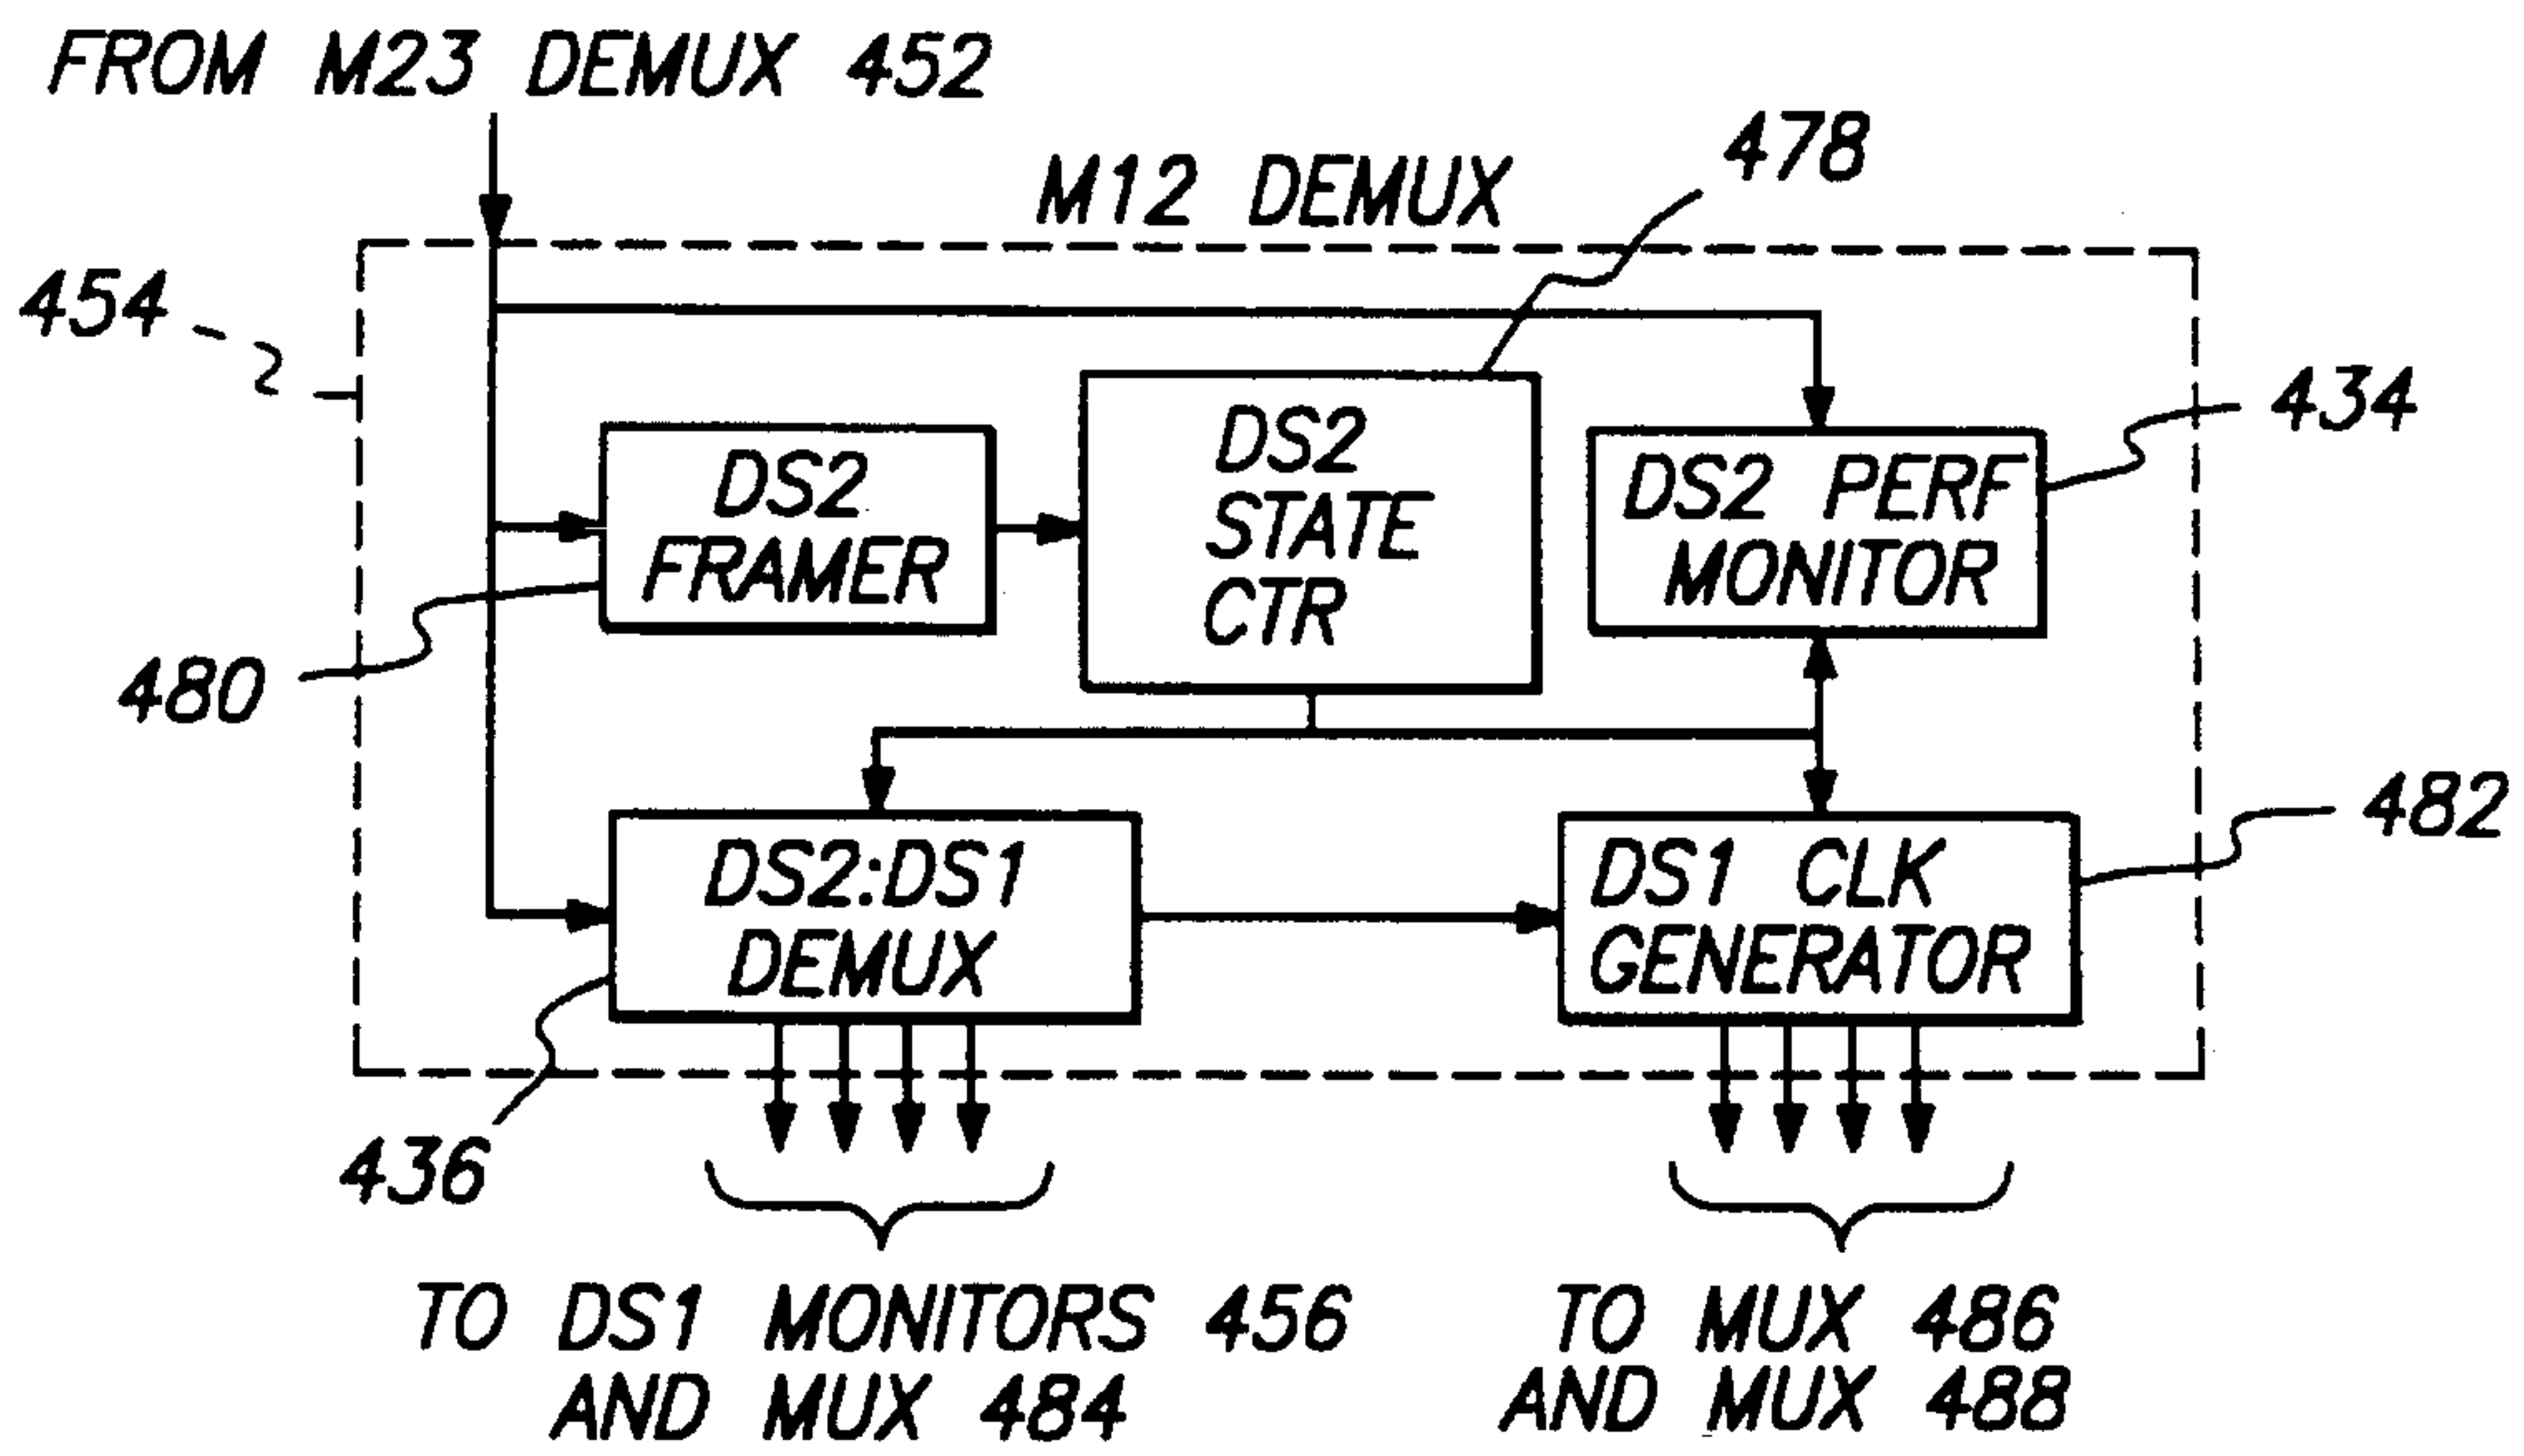 FROM M23 DEMUX 452
M12 DEMUX
478
454
434
DS2
FRAMER
DS2
STATE
CTR
DS2 PERF
MONITOR
480
482
DS2:DS1
DEMUX
DS1 CLK
GENERATOR
436
TO DS1 MONITORS 456
AND MUX 484
TO MUX 486
AND MUX 488